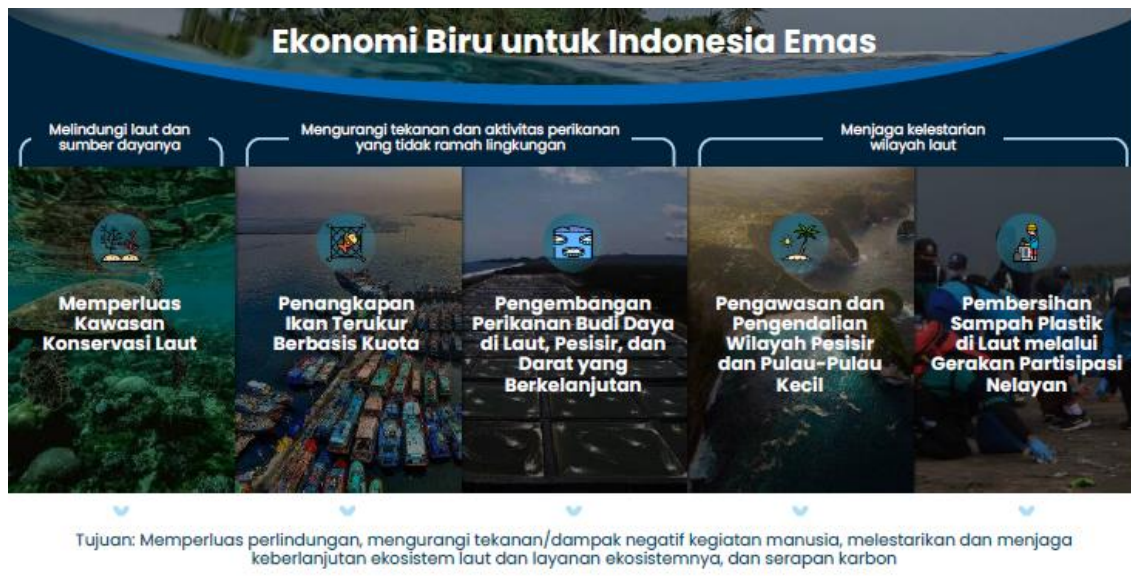 Ekonomi Biru untuk Indonesia Emas
Melindungi laut dan
sumber dayanya
Mengurangi tekanan dan aktivitas perikanan
yang tidak ramah lingkungan
Menjaga kelestarian
wilayah laut
Memperluas
Kawasan
Konservasi Laut
Penangkapan
Ikan Terukur
Berbasis Kuota
Pengembangan
Perikanan Budi Daya
di Laut, Pesisir, dan
Darat yang
Berkelanjutan
Pengawasan dan
Pengendalian
Wilayah Pesisir
dan Pulau-Pulau
Kecil
Pembersihan
Sampah Plastik
di Laut melalui
Gerakan Partisipasi
Nelayan
Tujuan: Memperluas perlindungan, mengurangi tekanan/dampak negatif kegiatan manusia, melestarikan dan menjaga
keberlanjutan ekosistem laut dan layanan ekosistemnya, dan serapan karbon